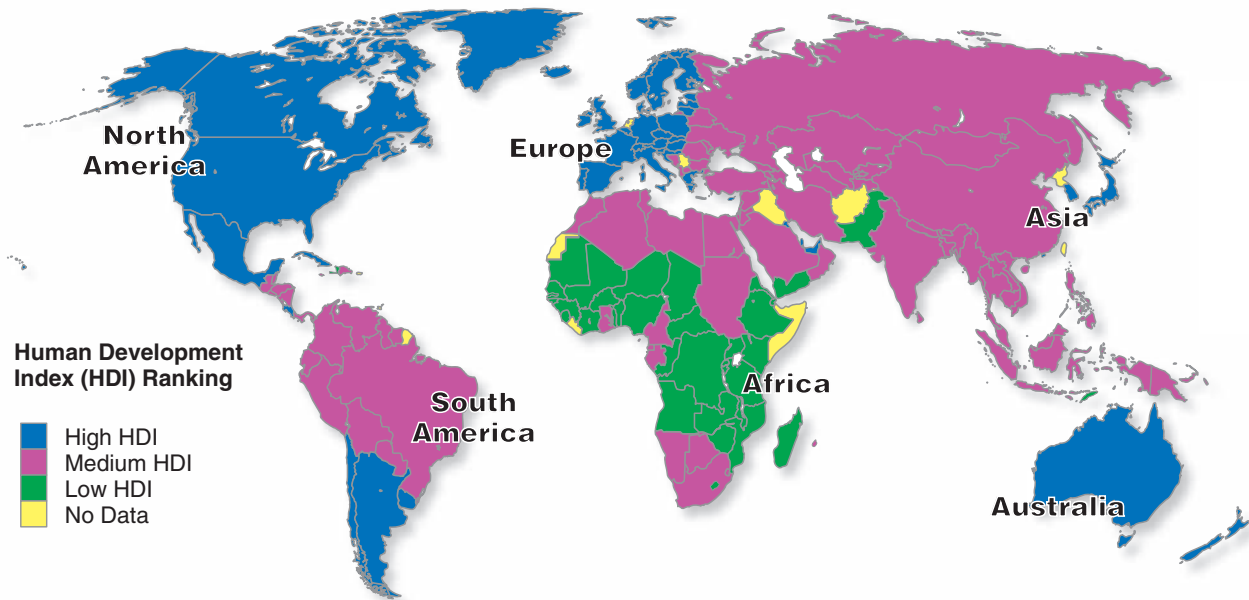 North
America
Europe
Asia
Human Development
Index (HDI) Ranking
South
America
Africa
High HDI
Medium HDI
Low HDI
No Data
Australia